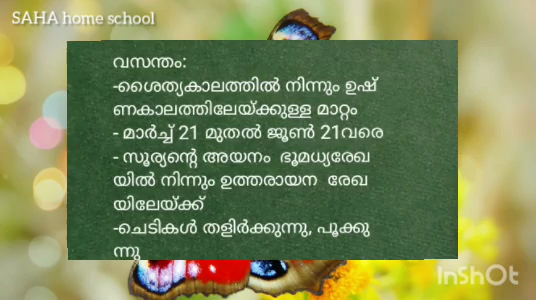 SAHA home school
വസന്തം:
-ശൈത്യകാലത്തിൽ നിന്നും ഉഷ്
ണകാലത്തിലേയ്ക്കുള്ള മാറ്റം
- മാർച്ച് 21 മുതൽ ജൂൺ 21വരെ
- സൂര്യന്റെ അയനം ഭൂമധ്യരേഖ
യിൽ നിന്നും ഉത്തരായന രേഖ
യിലേയ്ക്ക്
-ചെടികൾ തളിർക്കുന്നു, പൂക്കു
ന്നു
InShOt